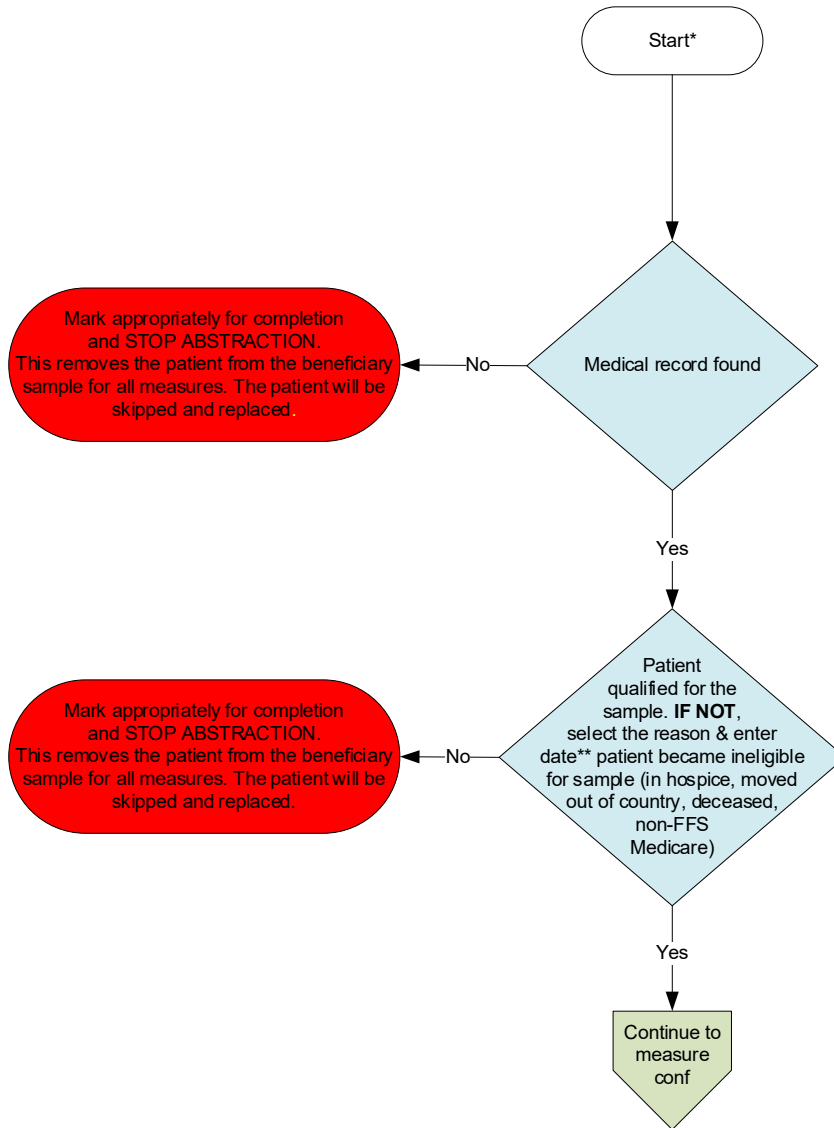 Start*
Medical record found
No
Mark appropriately for completion
and STOP ABSTRACTION.
This removes the patient from the beneficiary
sample for all measures. The patient will be
skipped and replaced.
Yes
Patient
qualified for the
sample. IF NOT,
select the reason & enter
date** patient became ineligible
for sample (in hospice, moved
out of country, deceased,
non-FFS
Medicare)
No
Mark appropriately for completion
and STOP ABSTRACTION.
This removes the patient from the beneficiary
sample for all measures. The patient will be
skipped and replaced.
Yes
Continue to
measure
conf